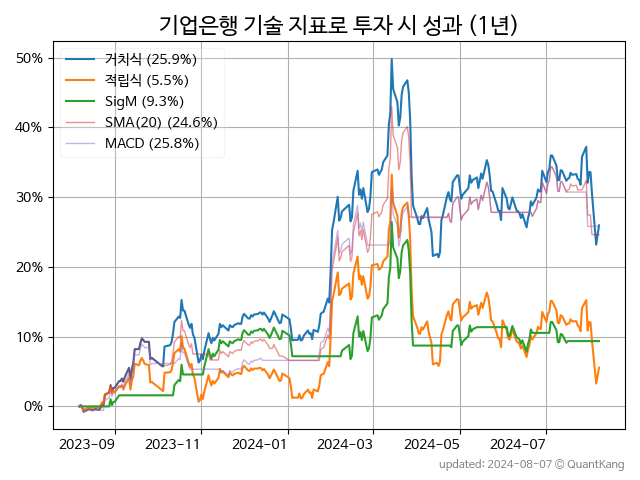 기업은행 기술 지표로 투자 시 성과 (1년)
50%
40%
30%
20%
10%
0%
거치식 (25.9%)
적립식 (5.5%)
SigM (9.3%)
SMA(20) (24.6%)
MACD (25.8%)
2023-09 2023-11 2024-01 2024-03 2024-05 2024-07
updated: 2024-08-07 © QuantKang